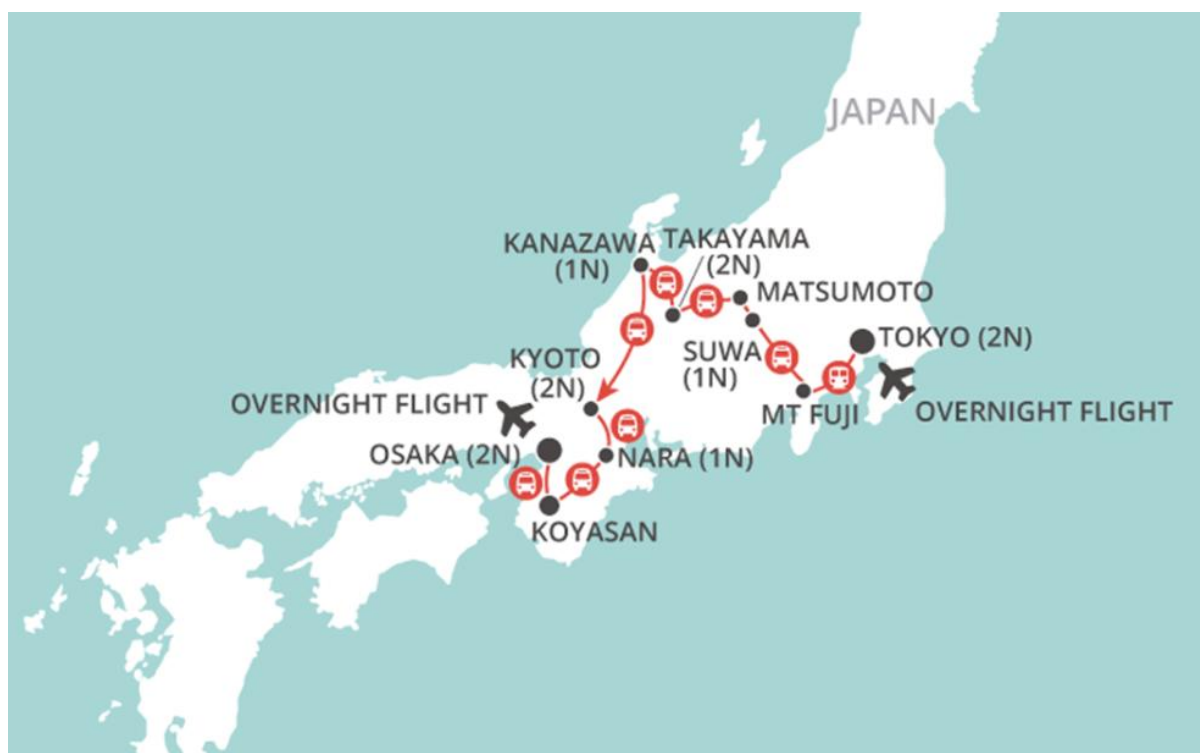 JAPAN
KANAZAWA
(1N)
TAKAYAMA
(2N)
MATSUMOTO
SUWA
(1N)
TOKYO (2N)
MT FUJI
OVERNIGHT FLIGHT
KYOTO
(2N)
OVERNIGHT FLIGHT
OSAKA (2N)
NARA (1N)
KOYASAN